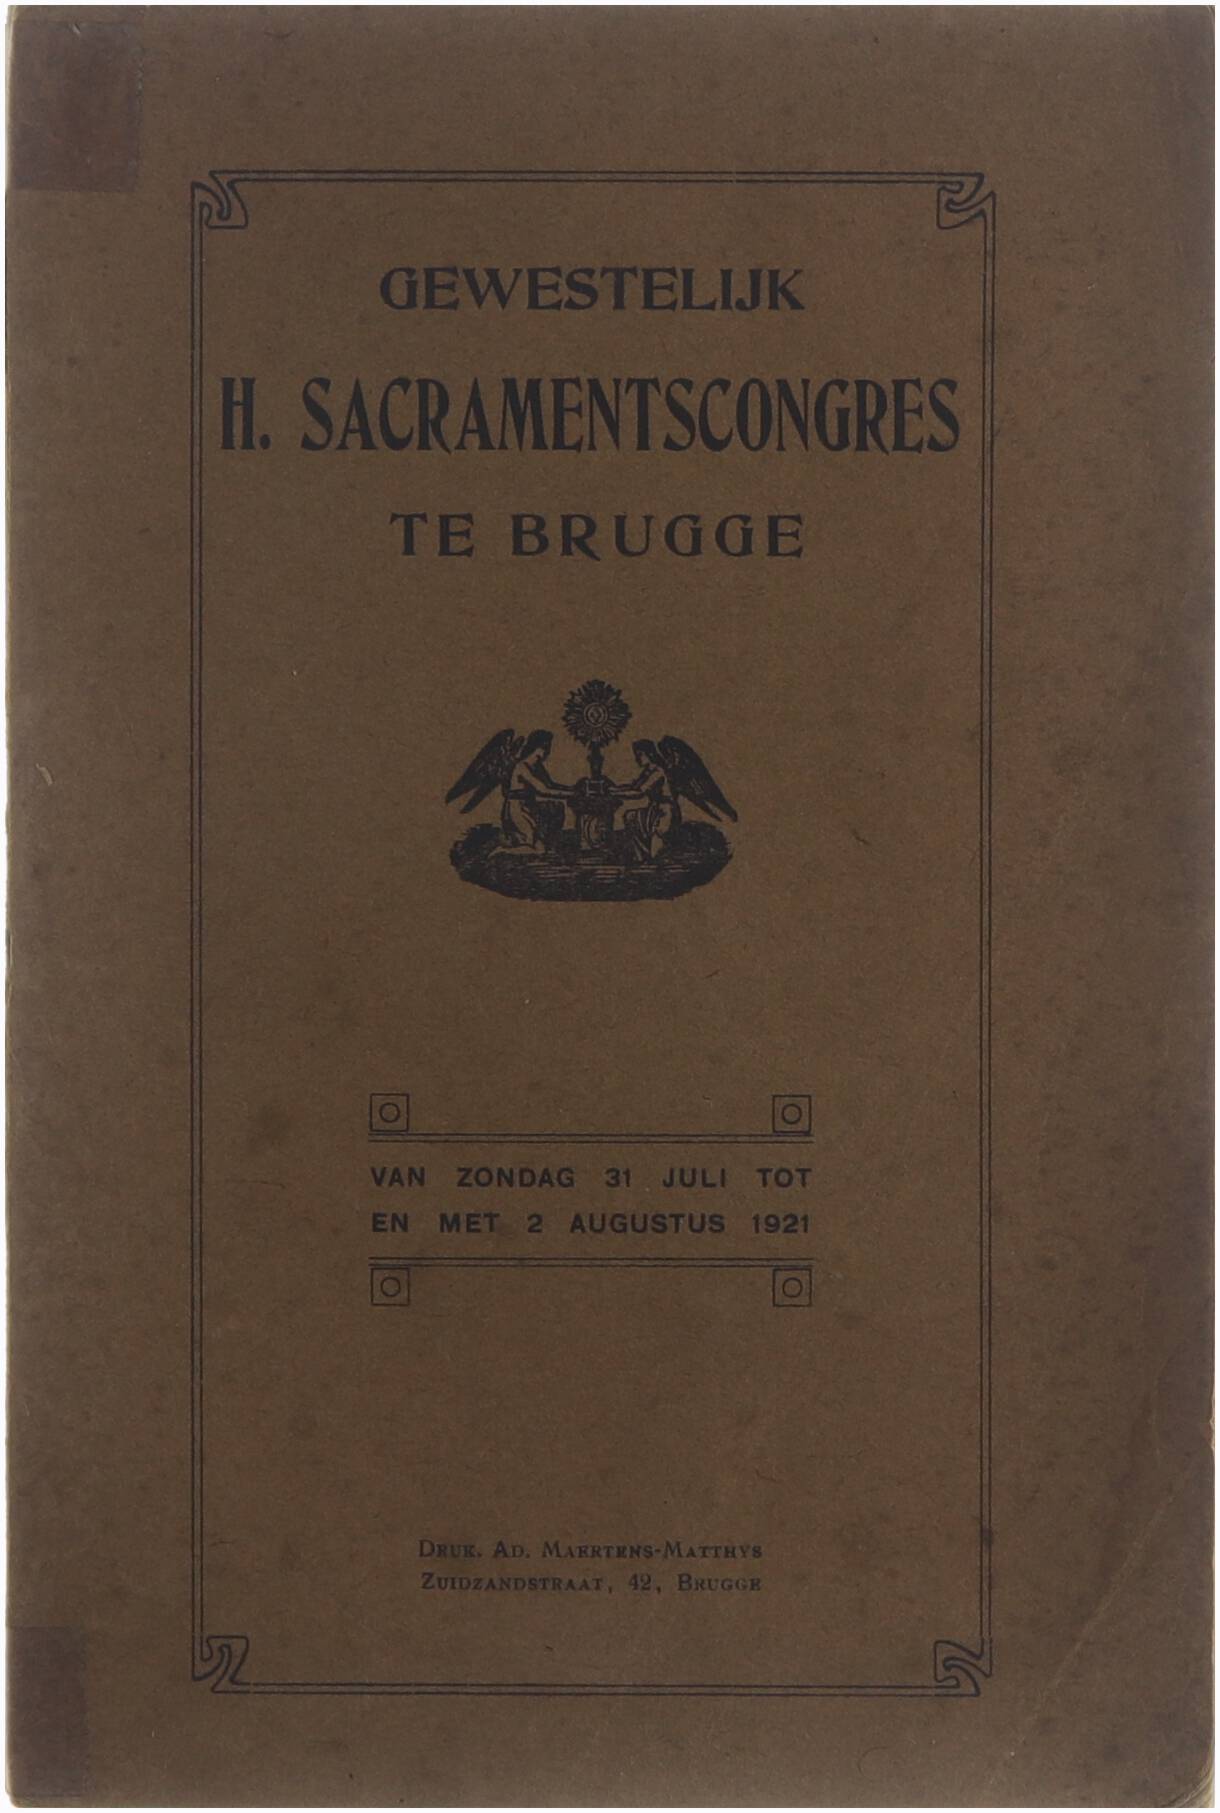 GEWESTELIJK
H. SACRAMENTSCONGRES
TE BRUGGE
VAN ZONDAG 31 JULI TOT
EN MET 2 AUGUSTUS 1921
DRUK. AD. MAERTENS-MATTHYS
ZUIDZANDSTRAAT, 42, BRUGGE